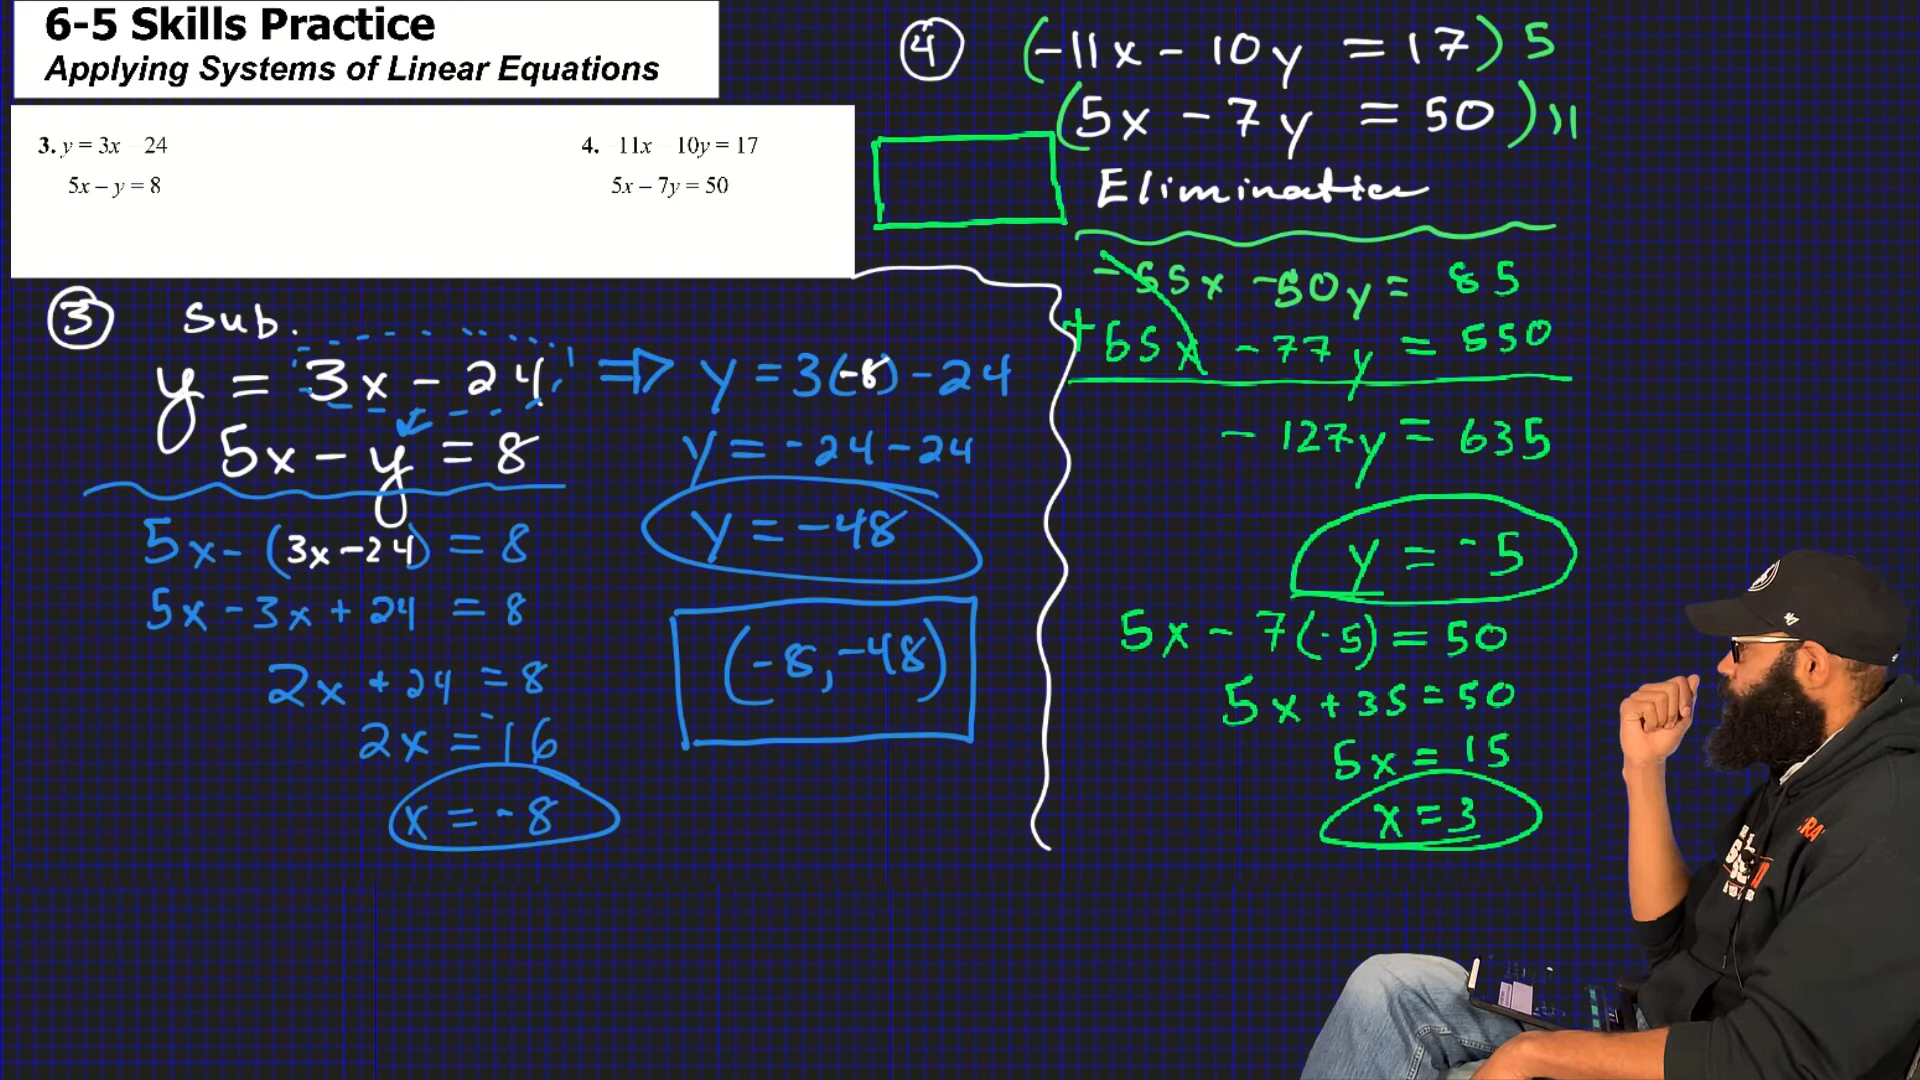 6-5 Skills Practice
Applying Systems of Linear Equations
3. y = 3x 24
5x – y = 8
4. 11x 10y = 17
5x – 7y = 50
③ Sub.
y = 3x - 24 ⇒ y = 3(-8) - 24
5x - y = 8
y = -24 - 24
5x - (3x - 24) = 8
y = -48
5x - 3x + 24 = 8
2x + 24 = 8
(-8, -48)
2x = -16
x = -8
④ (-11x - 10y = 17) 5
(5x - 7y = 50) 11
Elimination
-55x - 50y = 85
+55x - 77y = 550
-127y = 635
y = -5
5x - 7(-5) = 50
5x + 35 = 50
5x = 15
x = 3
47